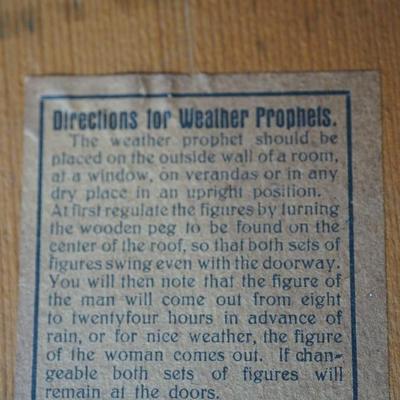 Directions for Weather Prophets.
The weather prophet should be
placed on the outside wall of a room,
at a window, on verandas or in any
dry place in an upright position.
At first regulate the figures by turning
the wooden peg to be found on the
center of the roof, so that both sets of
figures swing even with the doorway.
You will then note that the figure of
the man will come out from eight
to twentyfour hours in advance of
rain, or for nice weather, the figure
of the woman comes out. If chan-
geable both sets of figures will
remain at the doors.